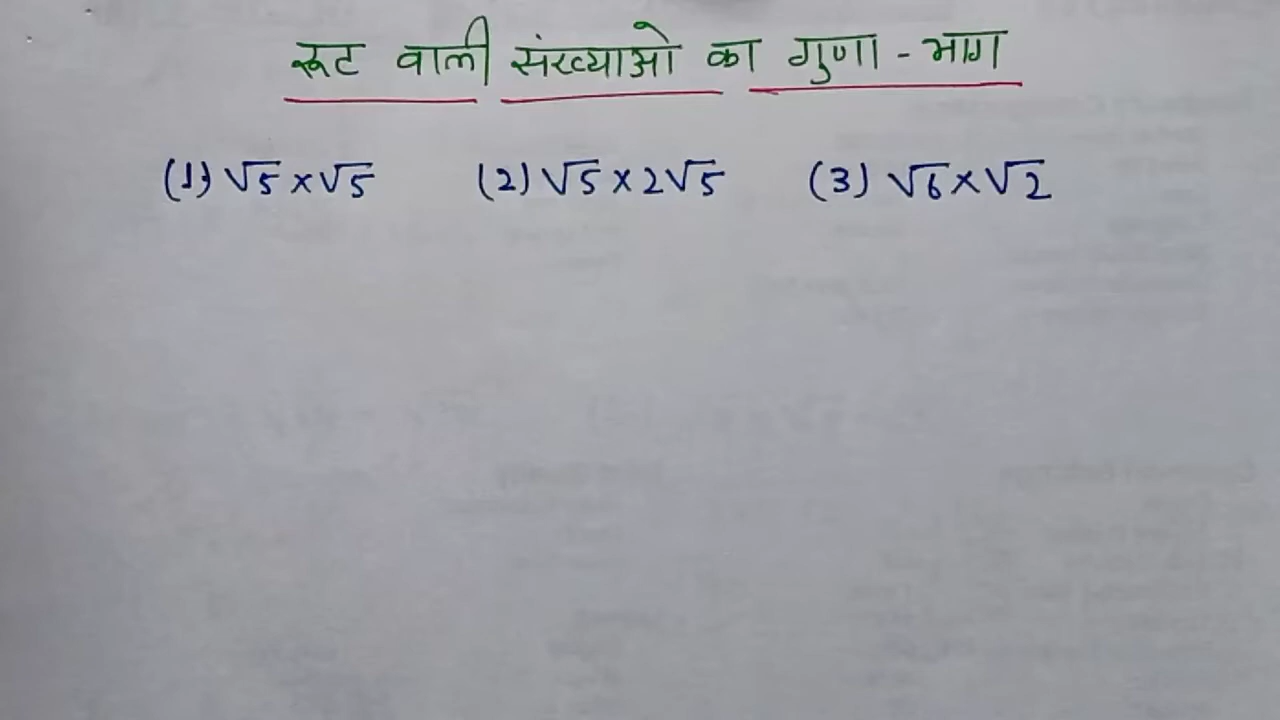 रूट वाली संख्याओ का गुणा - भाग
(1) √5 × √5 (2) √5 × 2√5 (3) √6 × √2